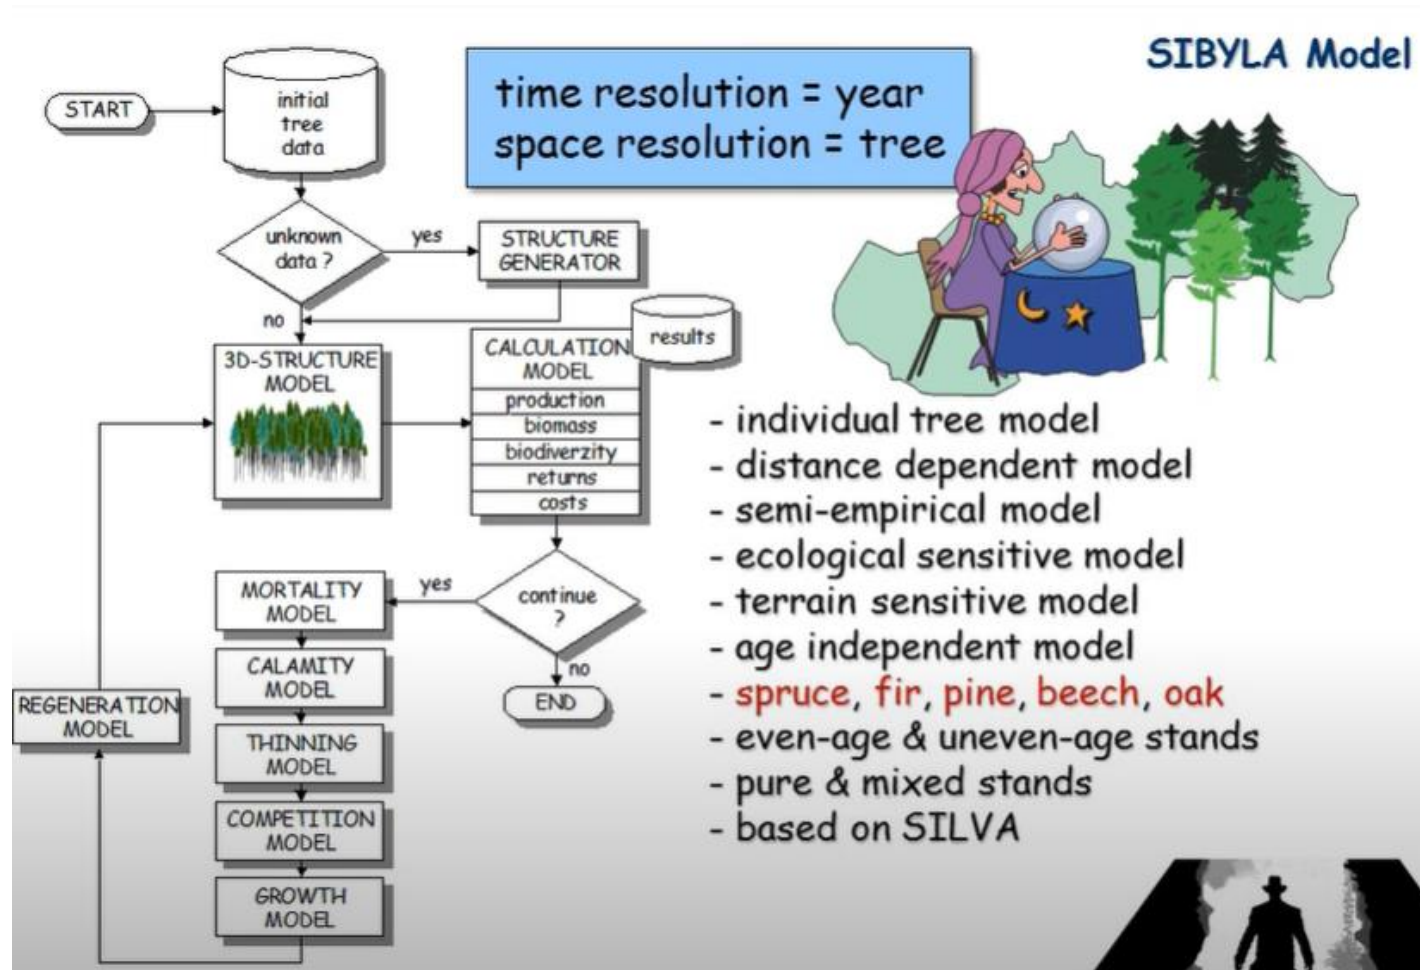 SIBYLA Model
time resolution = year
space resolution = tree
START
initial
tree
data
unknown
data ?
yes
STRUCTURE
GENERATOR
no
3D-STRUCTURE
MODEL
CALCULATION
MODEL
production
biomass
biodiverzity
returns
costs
results
continue
?
yes
no
END
MORTALITY
MODEL
CALAMITY
MODEL
THINNING
MODEL
COMPETITION
MODEL
GROWTH
MODEL
REGENERATION
MODEL
- individual tree model
- distance dependent model
- semi-empirical model
- ecological sensitive model
- terrain sensitive model
- age independent model
- spruce, fir, pine, beech, oak
- even-age & uneven-age stands
- pure & mixed stands
- based on SILVA